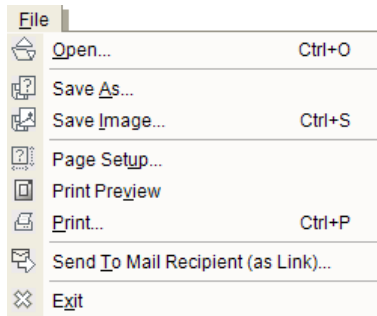 File
Open... Ctrl+O
Save As...
Save Image... Ctrl+S
Page Setup...
Print Preview
Print... Ctrl+P
Send To Mail Recipient (as Link)...
Exit